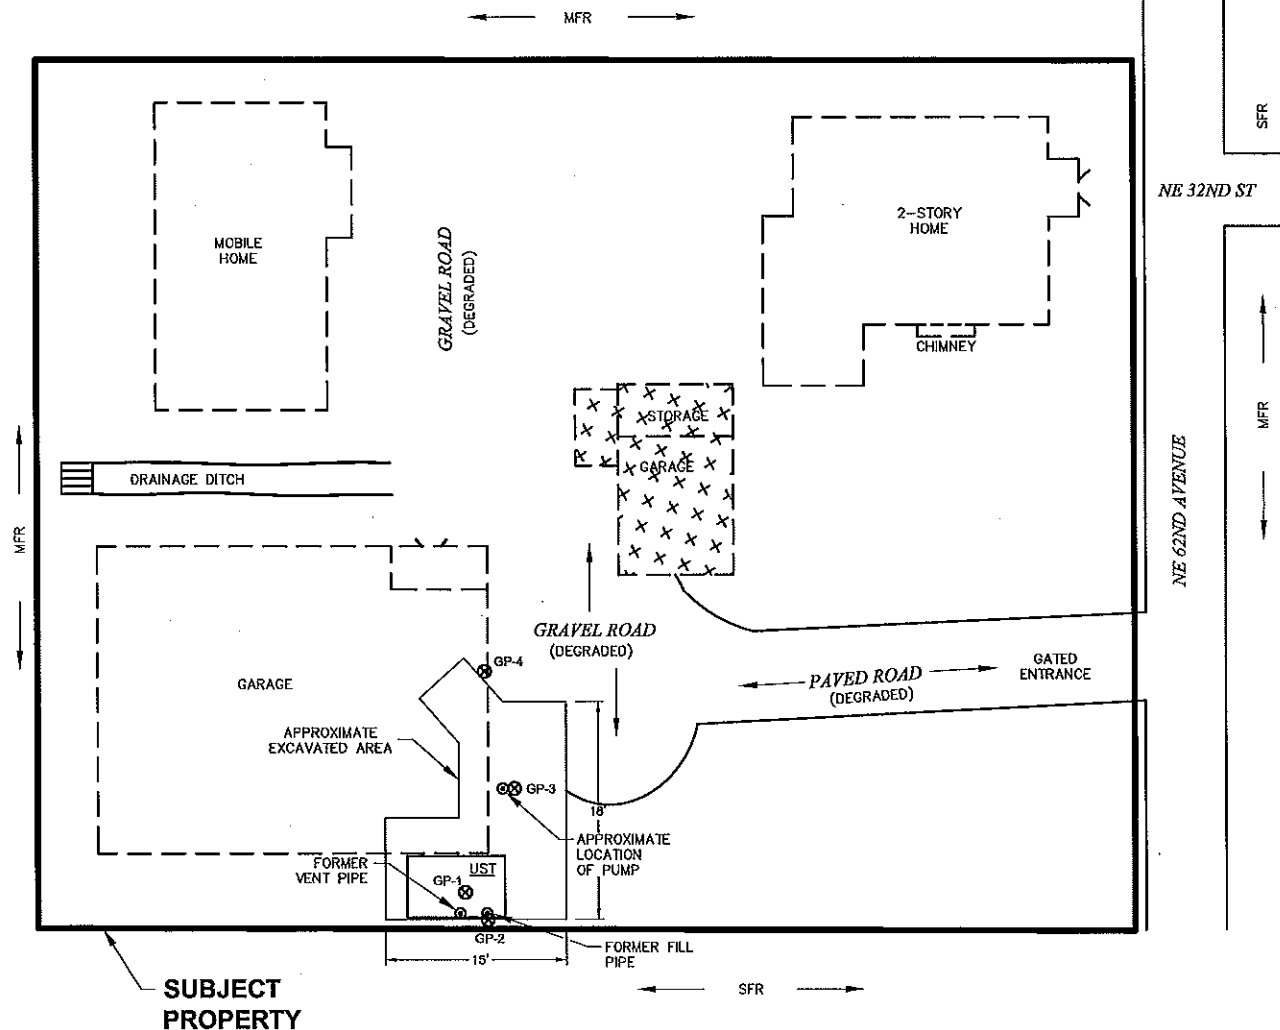 MFR
SFR
NE 32ND ST
2-STORY
HOME
MOBILE
HOME
GRAVEL ROAD
(DEGRADED)
CHIMNEY
STORAGE
GARAGE
MFR
DRAINAGE DITCH
NE 62ND AVENUE
MFR
GRAVEL ROAD
(DEGRADED)
GP-4
GATED
ENTRANCE
PAVED ROAD
(DEGRADED)
GARAGE
APPROXIMATE
EXCAVATED AREA
GP-3
18'
APPROXIMATE
LOCATION
OF PUMP
FORMER
VENT PIPE
UST
GP-1
GP-2
FORMER FILL
PIPE
15'
SUBJECT
PROPERTY
SFR